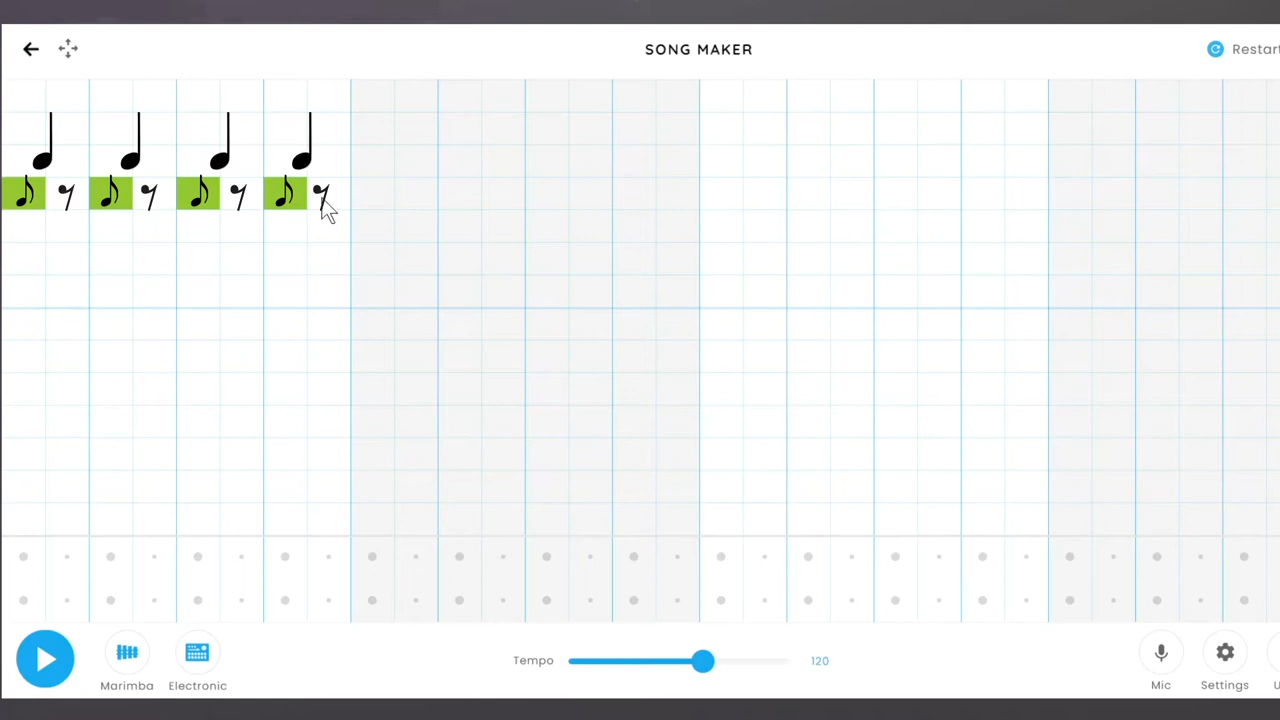 SONG MAKER
Restart
Tempo
120
Marimba
Electronic
Mic
Settings